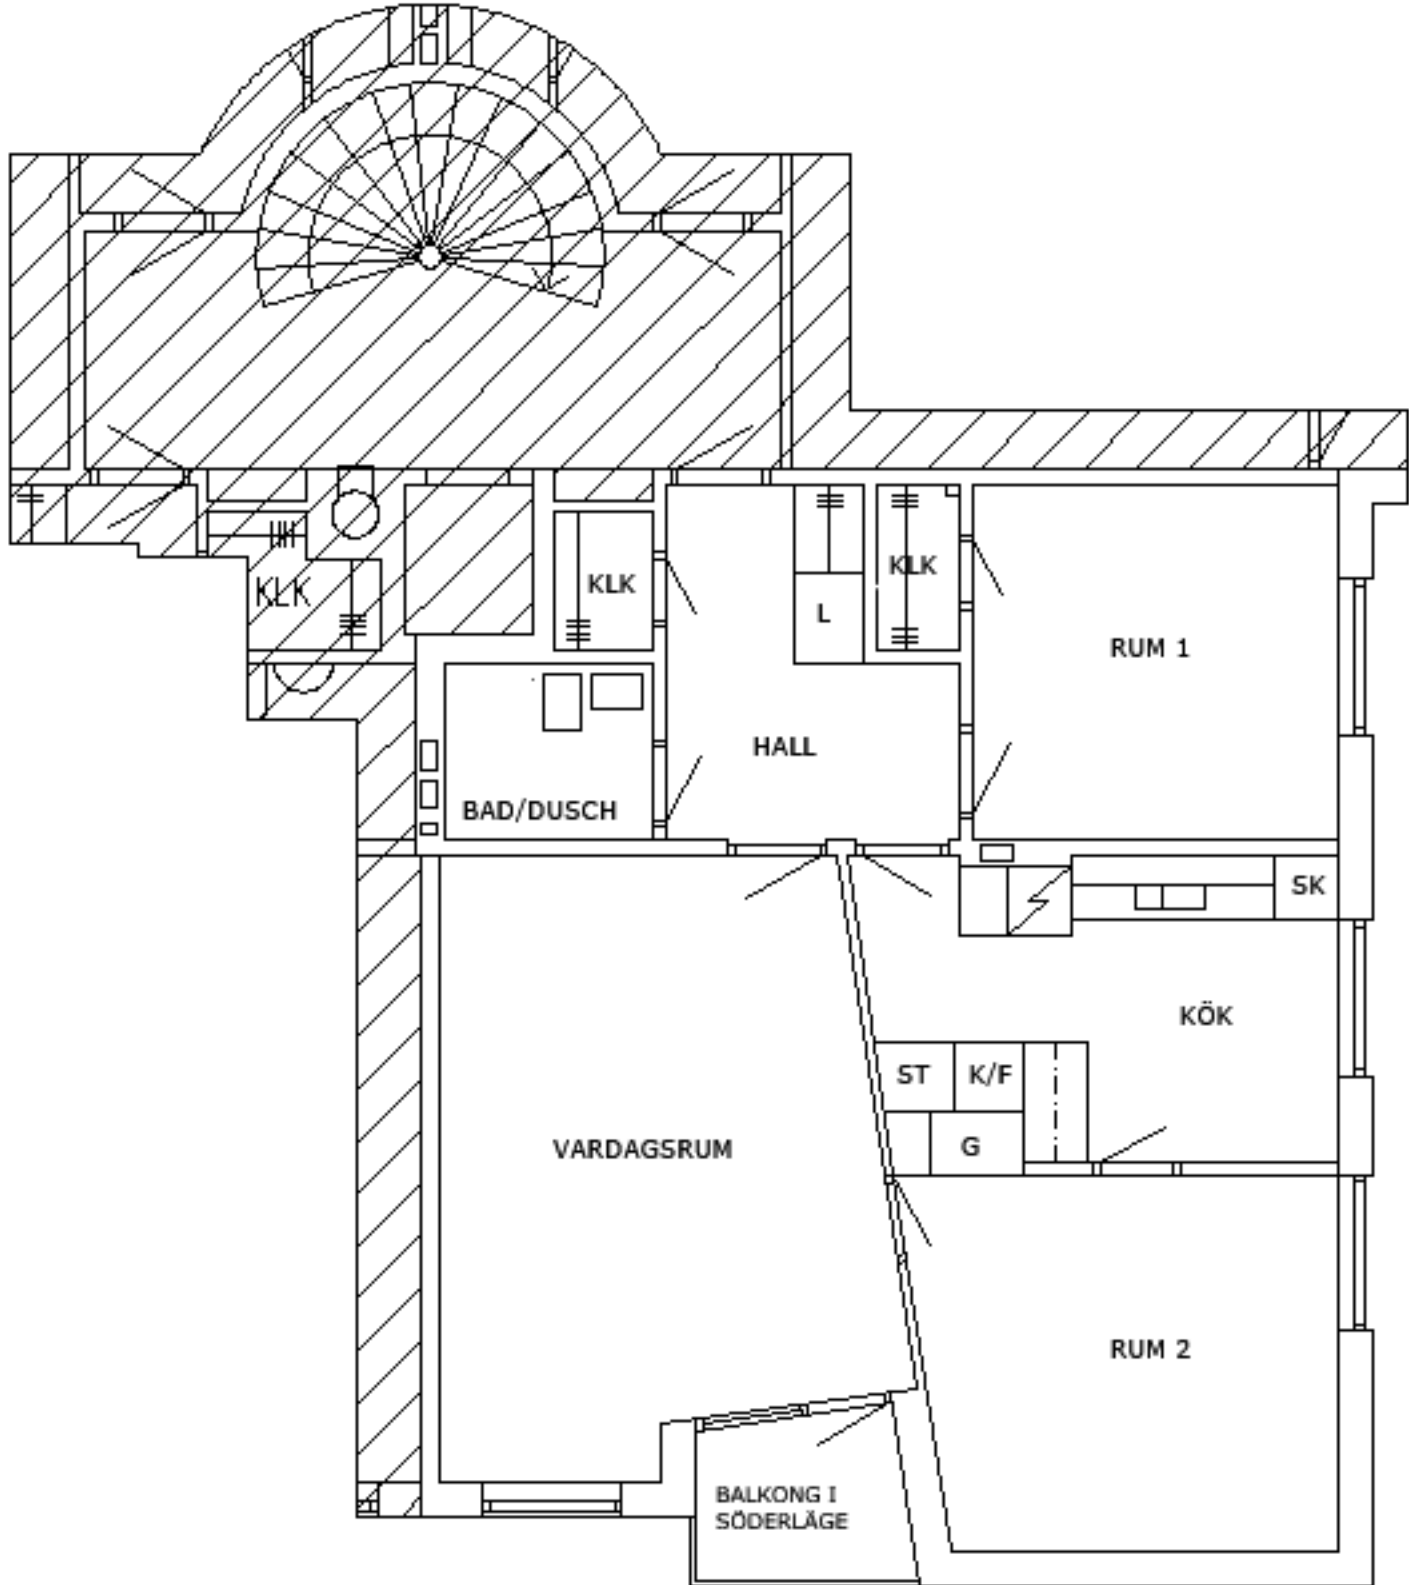 KLK
KLK
KLK
L
RUM 1
HALL
BAD/DUSCH
SK
KÖK
ST
K/F
G
VARDAGSRUM
RUM 2
BALKONG I
SÖDERLÄGE